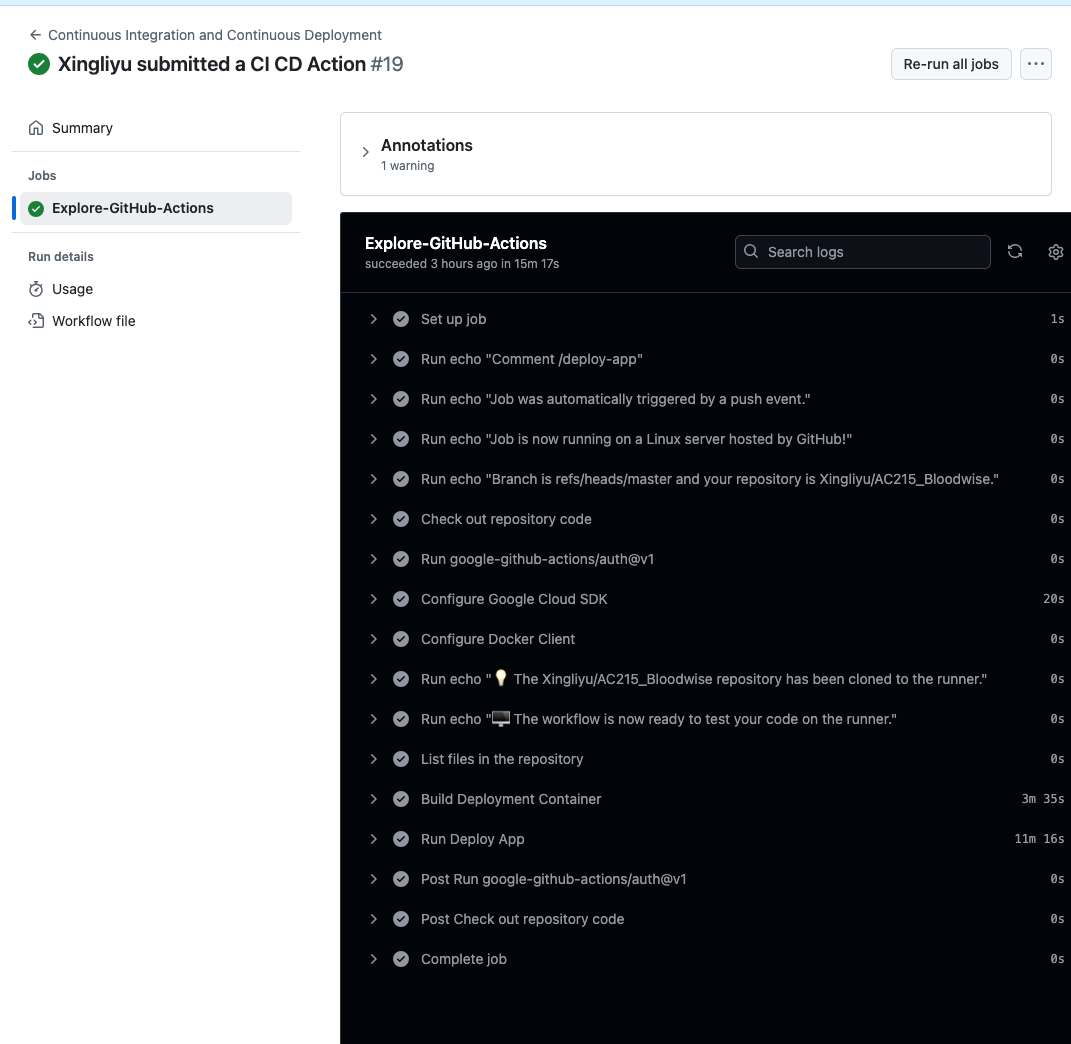 Continuous Integration and Continuous Deployment
Xingliyu submitted a CI CD Action #19
Re-run all jobs
Summary
Jobs
Explore-GitHub-Actions
Run details
Usage
Workflow file
Annotations
1 warning
Explore-GitHub-Actions
succeeded 3 hours ago in 15m 17s
Search logs
Set up job 1s
Run echo "Comment /deploy-app" 0s
Run echo "Job was automatically triggered by a push event." 0s
Run echo "Job is now running on a Linux server hosted by GitHub!" 0s
Run echo "Branch is refs/heads/master and your repository is Xingliyu/AC215_Bloodwise." 0s
Check out repository code 0s
Run google-github-actions/auth@v1 0s
Configure Google Cloud SDK 20s
Configure Docker Client 0s
Run echo "💡 The Xingliyu/AC215_Bloodwise repository has been cloned to the runner." 0s
Run echo "🖥️ The workflow is now ready to test your code on the runner." 0s
List files in the repository 0s
Build Deployment Container 3m 35s
Run Deploy App 11m 16s
Post Run google-github-actions/auth@v1 0s
Post Check out repository code 0s
Complete job 0s